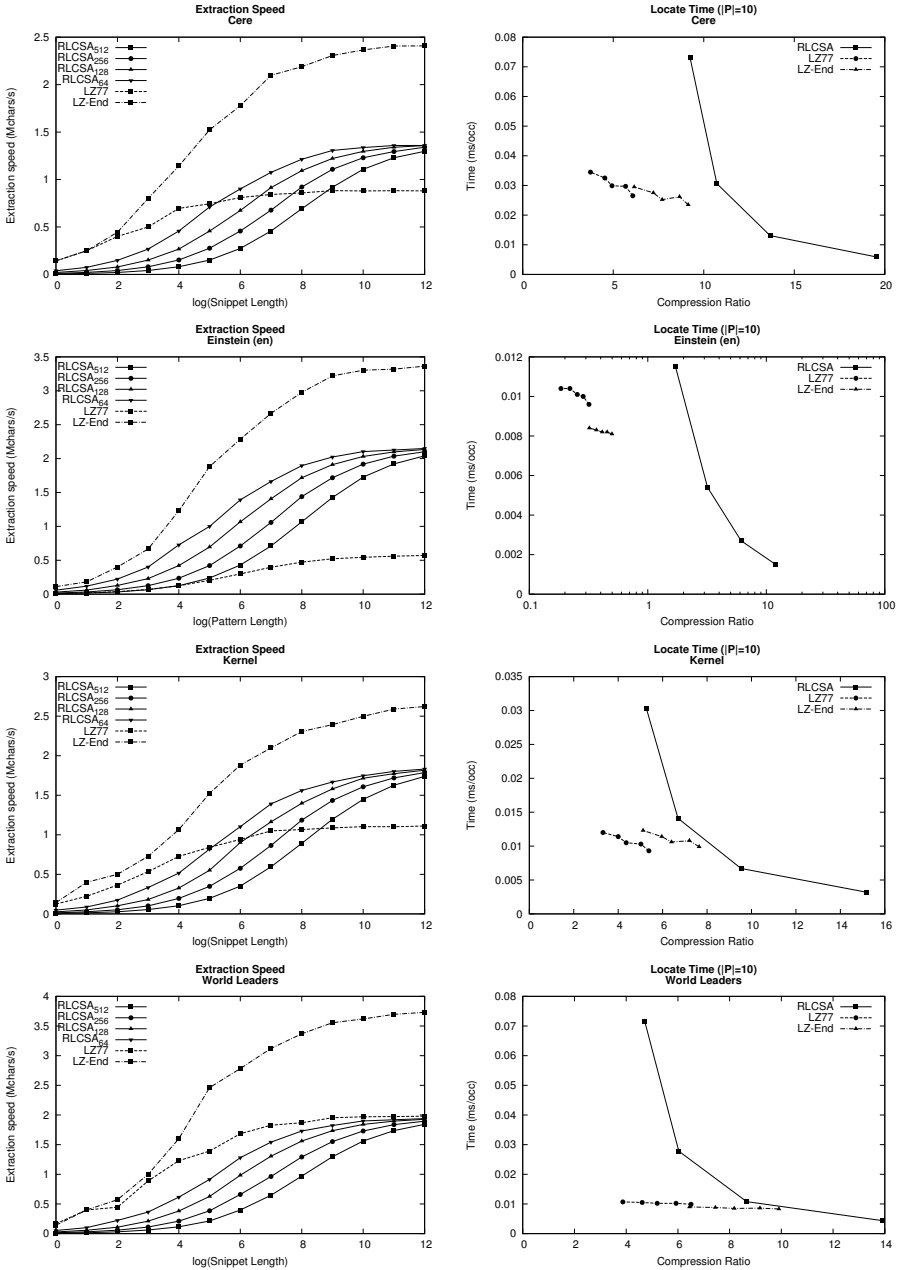 Extraction Speed
Cere
Extraction speed (Mchars/s)
2.5
2
1.5
1
0.5
0
RLCSA512
RLCSA256
RLCSA128
RLCSA64
LZ77
LZ-End
0 2 4 6 8 10 12
log(Snippet Length)
Locate Time (|P|=10)
Cere
Time (ms/occ)
0.08
0.07
0.06
0.05
0.04
0.03
0.02
0.01
0
RLCSA
LZ77
LZ-End
0 5 10 15 20
Compression Ratio
Extraction Speed
Einstein (en)
Extraction speed (Mchars/s)
3.5
3
2.5
2
1.5
1
0.5
0
RLCSA512
RLCSA256
RLCSA128
RLCSA64
LZ77
LZ-End
0 2 4 6 8 10 12
log(Pattern Length)
Locate Time (|P|=10)
Einstein (en)
Time (ms/occ)
0.012
0.01
0.008
0.006
0.004
0.002
0
RLCSA
LZ77
LZ-End
0.1 1 10 100
Compression Ratio
Extraction Speed
Kernel
Extraction speed (Mchars/s)
3
2.5
2
1.5
1
0.5
0
RLCSA512
RLCSA256
RLCSA128
RLCSA64
LZ77
LZ-End
0 2 4 6 8 10 12
log(Snippet Length)
Locate Time (|P|=10)
Kernel
Time (ms/occ)
0.035
0.03
0.025
0.02
0.015
0.01
0.005
0
RLCSA
LZ77
LZ-End
0 2 4 6 8 10 12 14 16
Compression Ratio
Extraction Speed
World Leaders
Extraction speed (Mchars/s)
4
3.5
3
2.5
2
1.5
1
0.5
0
RLCSA512
RLCSA256
RLCSA128
RLCSA64
LZ77
LZ-End
0 2 4 6 8 10 12
log(Snippet Length)
Locate Time (|P|=10)
World Leaders
Time (ms/occ)
0.08
0.07
0.06
0.05
0.04
0.03
0.02
0.01
0
RLCSA
LZ77
LZ-End
0 2 4 6 8 10 12 14
Compression Ratio